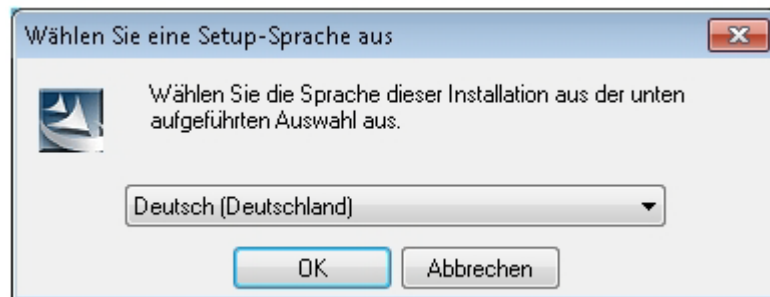 Wählen Sie eine Setup-Sprache aus
Wählen Sie die Sprache dieser Installation aus der unten
aufgeführten Auswahl aus.
Deutsch (Deutschland)
OK
Abbrechen